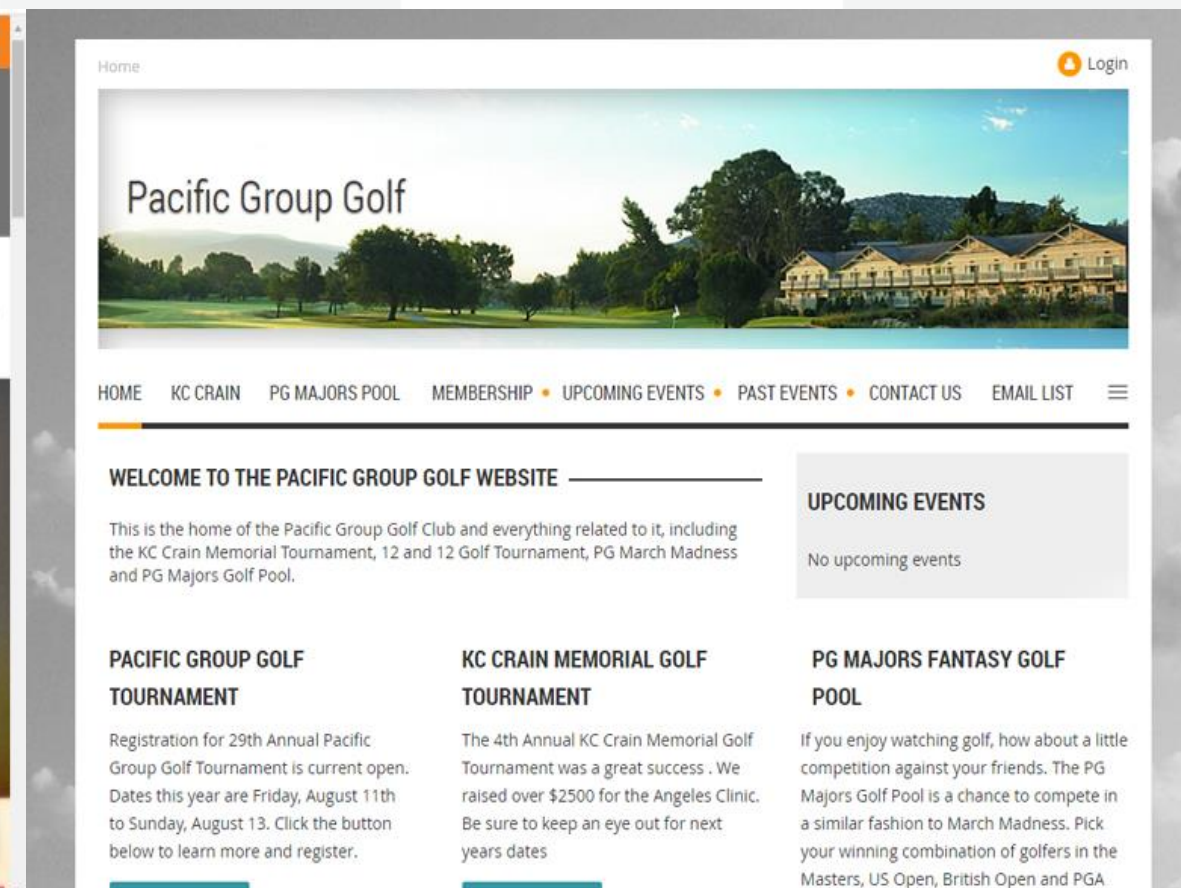 Home
Login
Pacific Group Golf
HOME KC CRAIN PG MAJORS POOL MEMBERSHIP • UPCOMING EVENTS • PAST EVENTS • CONTACT US EMAIL LIST
WELCOME TO THE PACIFIC GROUP GOLF WEBSITE
This is the home of the Pacific Group Golf Club and everything related to it, including
the KC Crain Memorial Tournament, 12 and 12 Golf Tournament, PG March Madness
and PG Majors Golf Pool.
UPCOMING EVENTS
No upcoming events
PACIFIC GROUP GOLF
TOURNAMENT
Registration for 29th Annual Pacific
Group Golf Tournament is current open.
Dates this year are Friday, August 11th
to Sunday, August 13. Click the button
below to learn more and register.
KC CRAIN MEMORIAL GOLF
TOURNAMENT
The 4th Annual KC Crain Memorial Golf
Tournament was a great success . We
raised over $2500 for the Angeles Clinic.
Be sure to keep an eye out for next
years dates
PG MAJORS FANTASY GOLF
POOL
If you enjoy watching golf, how about a little
competition against your friends. The PG
Majors Golf Pool is a chance to compete in
a similar fashion to March Madness. Pick
your winning combination of golfers in the
Masters, US Open, British Open and PGA